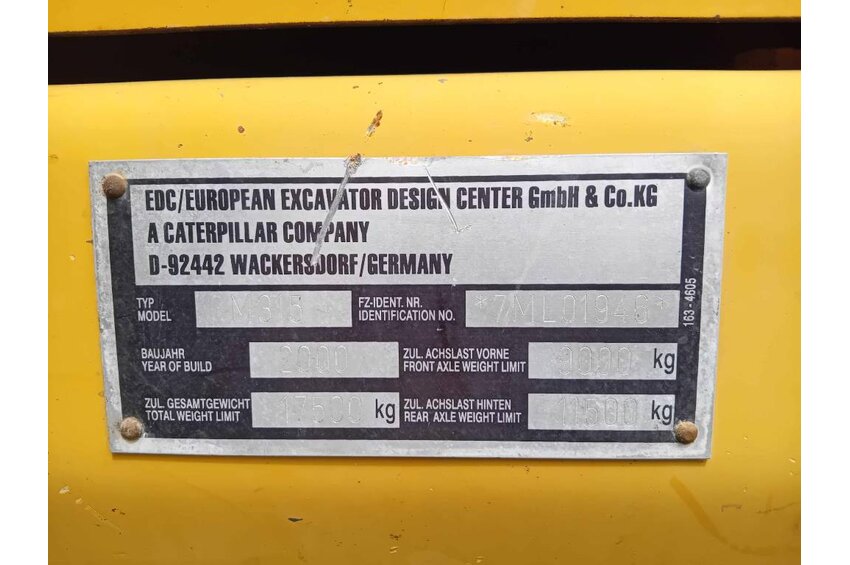 EDC/EUROPEAN EXCAVATOR DESIGN CENTER GmbH & Co.KG
A CATERPILLAR COMPANY
D-92442 WACKERSDORF/GERMANY
TYP
MODEL
M315
FZ-IDENT. NR.
IDENTIFICATION NO.
BAUJAHR
YEAR OF BUILD
2000
ZUL. ACHSLAST VORNE
FRONT AXLE WEIGHT LIMIT
kg
ZUL. GESAMTGEWICHT
TOTAL WEIGHT LIMIT
17500 kg
ZUL. ACHSLAST HINTEN
REAR AXLE WEIGHT LIMIT
11500 kg
163-4605